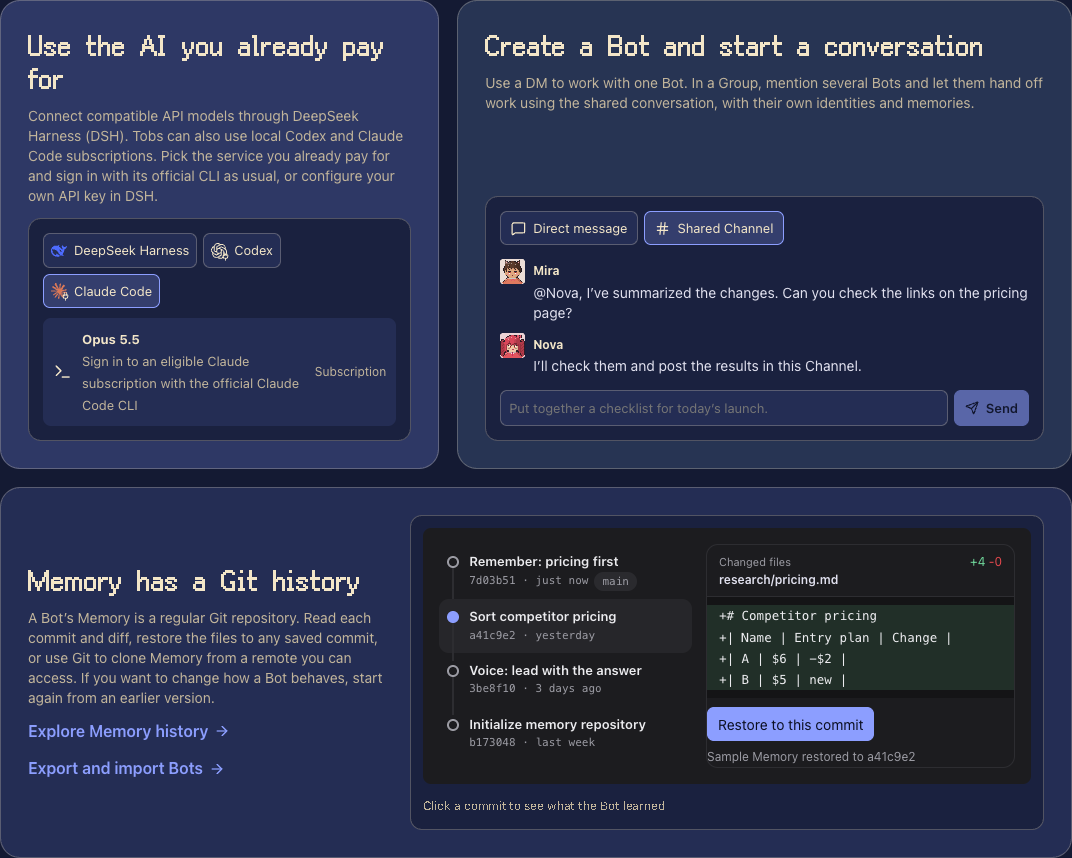 Use the AI you already pay
for
Connect compatible API models through DeepSeek
Harness (DSH). Tobs can also use local Codex and Claude
Code subscriptions. Pick the service you already pay for
and sign in with its official CLI as usual, or configure your
own API key in DSH.
DeepSeek Harness
Codex
Claude Code
Opus 5.5
Sign in to an eligible Claude
subscription with the official Claude
Code CLI
Subscription
Create a Bot and start a conversation
Use a DM to work with one Bot. In a Group, mention several Bots and let them hand off
work using the shared conversation, with their own identities and memories.
Direct message
# Shared Channel
Mira
@Nova, I’ve summarized the changes. Can you check the links on the pricing
page?
Nova
I’ll check them and post the results in this Channel.
Put together a checklist for today’s launch.
Send
Memory has a Git history
A Bot’s Memory is a regular Git repository. Read each
commit and diff, restore the files to any saved commit,
or use Git to clone Memory from a remote you can
access. If you want to change how a Bot behaves, start
again from an earlier version.
Explore Memory history →
Export and import Bots →
Remember: pricing first
7d03b51 · just now main
Sort competitor pricing
a41c9e2 · yesterday
Voice: lead with the answer
3be8f10 · 3 days ago
Initialize memory repository
b173048 · last week
Changed files
+4 -0
research/pricing.md
+# Competitor pricing
+| Name | Entry plan | Change |
+| A | $6 | −$2 |
+| B | $5 | new |
Restore to this commit
Sample Memory restored to a41c9e2
Click a commit to see what the Bot learned